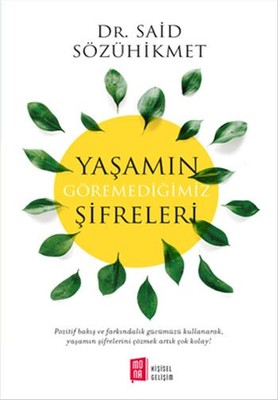 DR. SAİD
SÖZÜHİKMET
YAŞAMIN
GÖREMEDİĞİMİZ
ŞİFRELERİ
Pozitif bakış ve farkındalık gücümüzü kullanarak,
yaşamın şifrelerini çözmek artık çok kolay!
MONA
KİŞİSEL
GELİŞİM